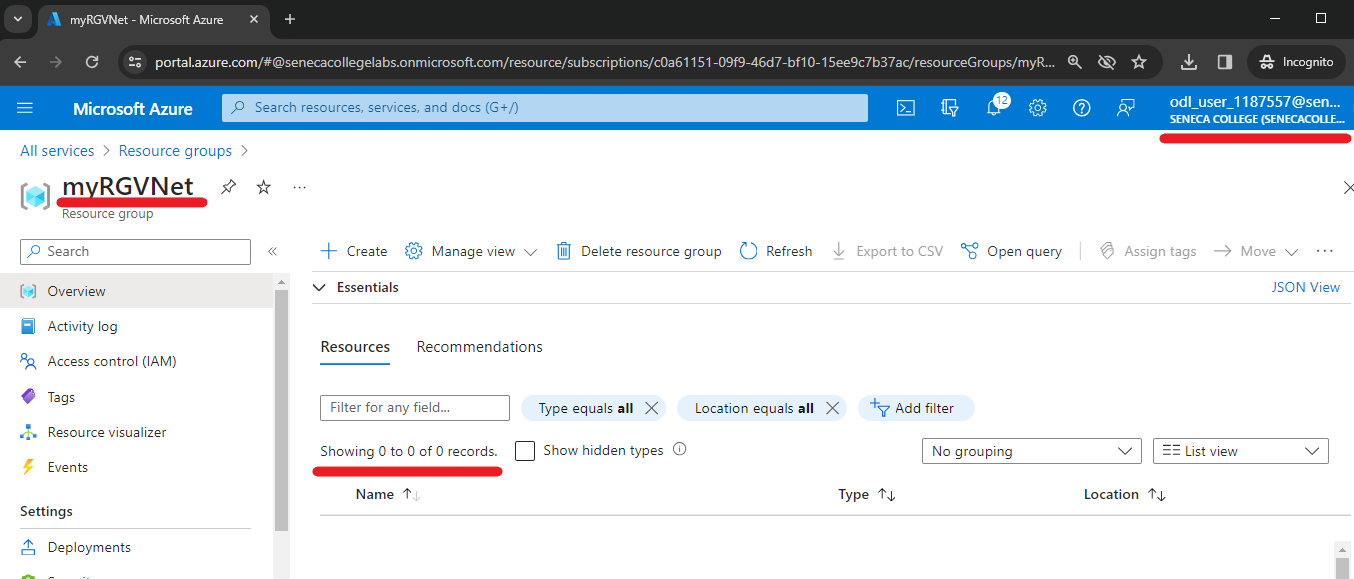 myRGVNet - Microsoft Azure
portal.azure.com/#@senecacollegelabs.onmicrosoft.com/resource/subscriptions/c0a61151-09f9-46d7-bf10-15ee9c7b37ac/resourceGroups/myR...
Incognito
Microsoft Azure
Search resources, services, and docs (G+/)
12
odl_user_1187557@sen...
SENECA COLLEGE (SENECACOLLE...
All services > Resource groups >
myRGVNet
...
Resource group
Search
«
Create
Manage view
Delete resource group
Refresh
Export to CSV
Open query
Assign tags
Move
...
Overview
Activity log
Access control (IAM)
Tags
Resource visualizer
Events
Settings
Deployments
Essentials
JSON View
Resources
Recommendations
Filter for any field...
Type equals all
Location equals all
Add filter
Showing 0 to 0 of 0 records.
Show hidden types
No grouping
List view
Name ↑↓
Type ↑↓
Location ↑↓